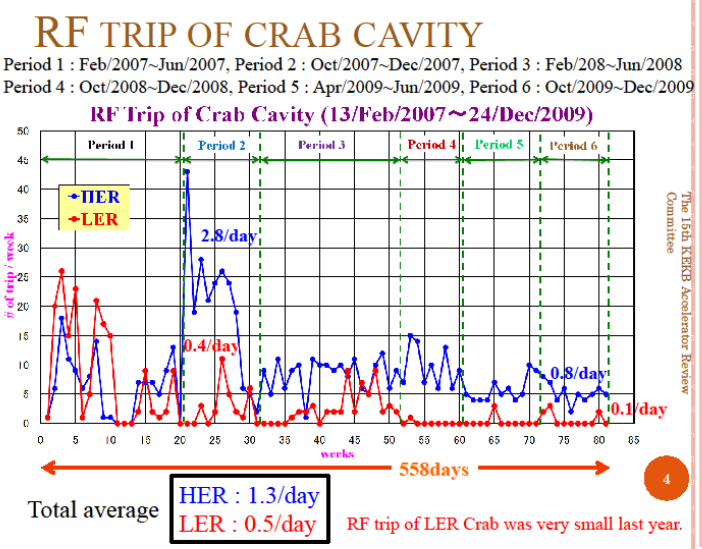 RF TRIP OF CRAB CAVITY
Period 1 : Feb/2007~Jun/2007, Period 2 : Oct/2007~Dec/2007, Period 3 : Feb/208~Jun/2008
Period 4 : Oct/2008~Dec/2008, Period 5 : Apr/2009~Jun/2009, Period 6 : Oct/2009~Dec/2009
RF Trip of Crab Cavity (13/Feb/2007～24/Dec/2009)
50
45
40
35
30
25
20
15
10
5
0
# of trip / week
Period 1
Period 2
Period 3
Period 4
Period 5
Period 6
HER
LER
2.8/day
0.4/day
0.8/day
0.1/day
0 5 10 15 20 25 30 35 40 45 50 55 60 65 70 75 80 85
weeks
558days
The 15th KEKB Accelerator Review
Committee
4
Total average
HER : 1.3/day
LER : 0.5/day
RF trip of LER Crab was very small last year.